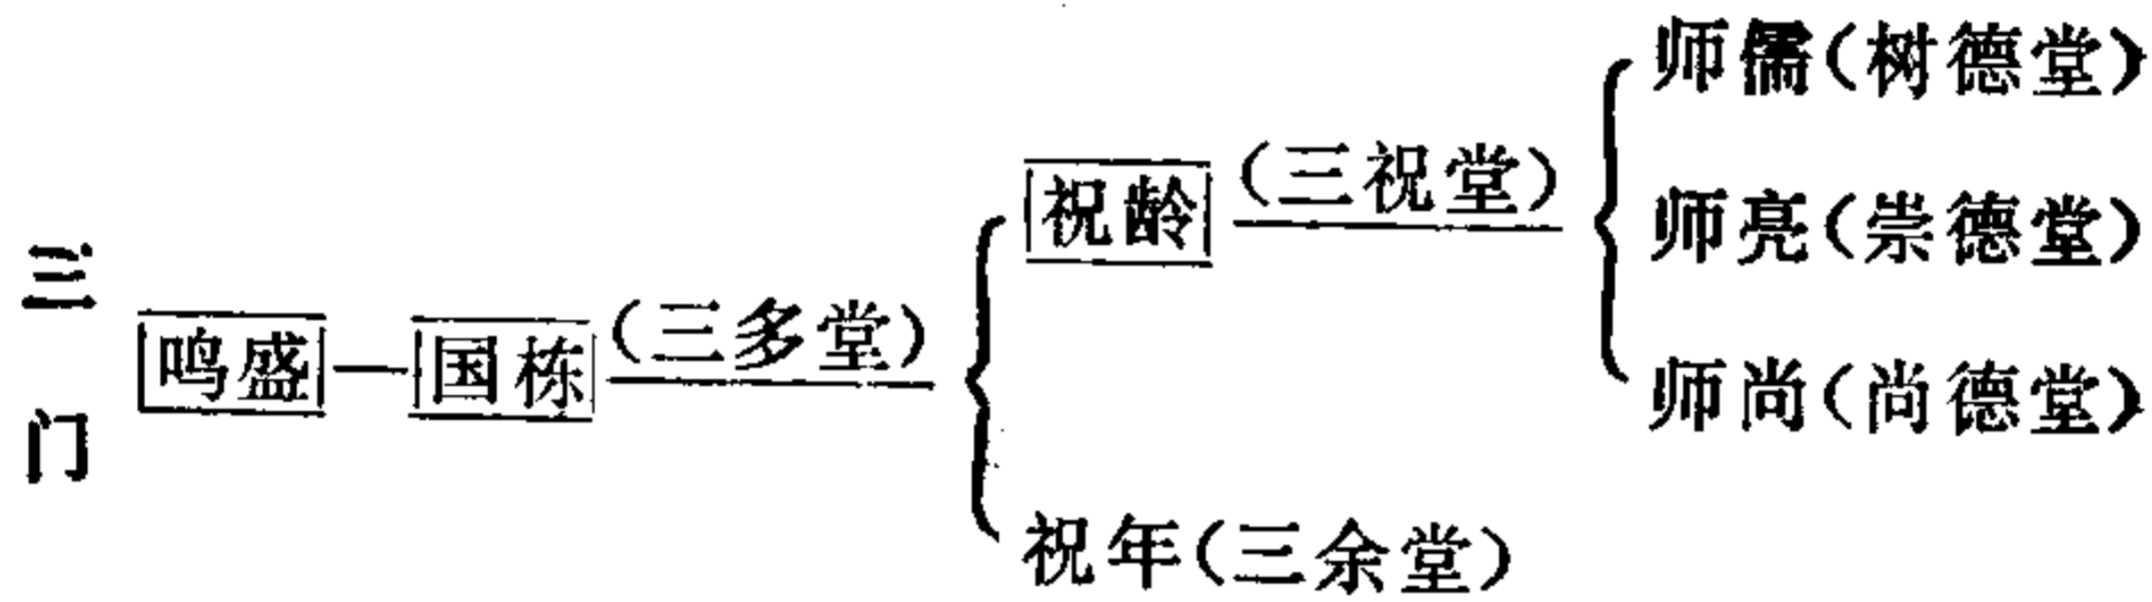 三门
鸣盛—国栋（三多堂）
祝龄（三祝堂）
师儒（树德堂）
师亮（崇德堂）
师尚（尚德堂）
祝年（三余堂）